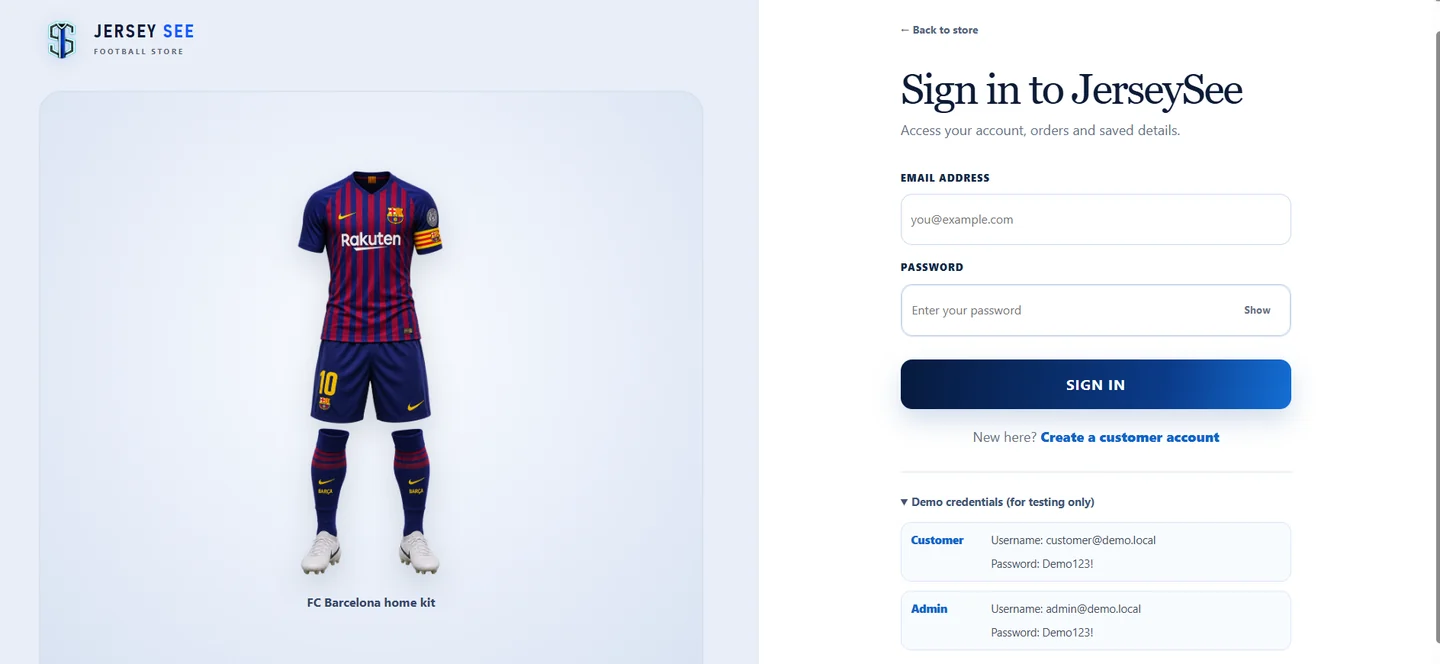 JERSEY SEE
FOOTBALL STORE
Rakuten
10
BARÇA
BARÇA
FC Barcelona home kit
← Back to store
Sign in to JerseySee
Access your account, orders and saved details.
EMAIL ADDRESS
you@example.com
PASSWORD
Enter your password
Show
SIGN IN
New here? Create a customer account
▼ Demo credentials (for testing only)
Customer Username: customer@demo.local
Password: Demo123!
Admin Username: admin@demo.local
Password: Demo123!